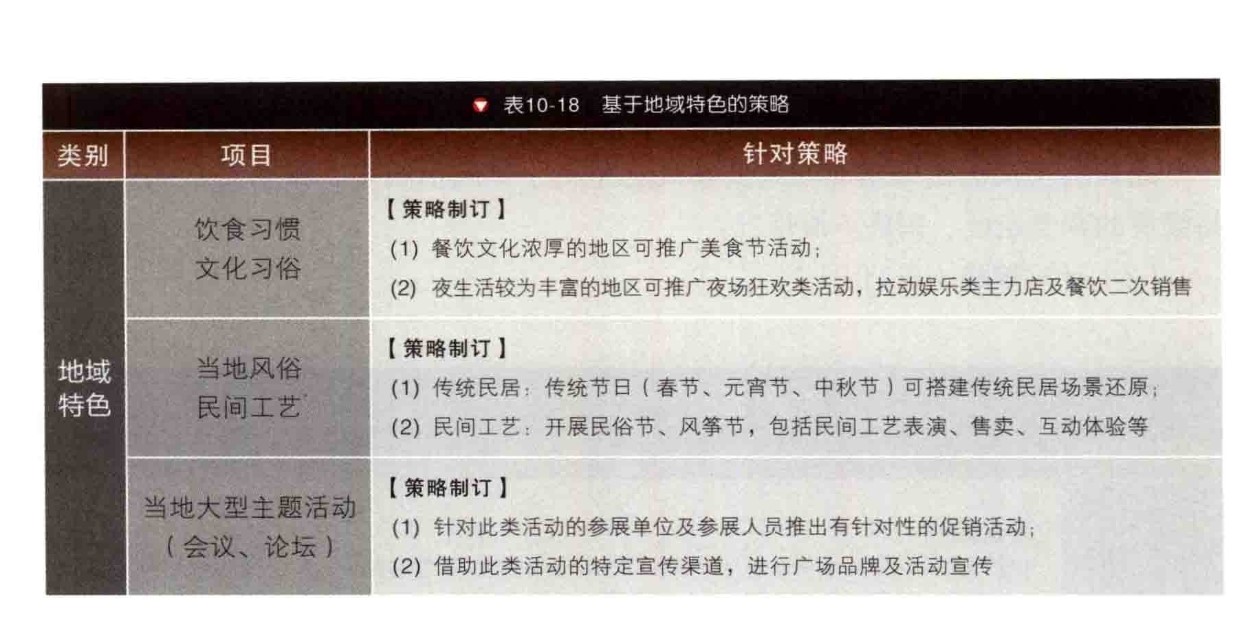 表10-18 基于地域特色的策略
类别 项目 针对策略
地域
特色
饮食习惯
文化习俗
【策略制订】
(1) 餐饮文化浓厚的地区可推广美食节活动；
(2) 夜生活较为丰富的地区可推广夜场狂欢类活动，拉动娱乐类主力店及餐饮二次销售
当地风俗
民间工艺
【策略制订】
(1) 传统民居：传统节日（春节、元宵节、中秋节）可搭建传统民居场景还原；
(2) 民间工艺：开展民俗节、风筝节，包括民间工艺表演、售卖、互动体验等
当地大型主题活动
（会议、论坛）
【策略制订】
(1) 针对此类活动的参展单位及参展人员推出有针对性的促销活动；
(2) 借助此类活动的特定宣传渠道，进行广场品牌及活动宣传